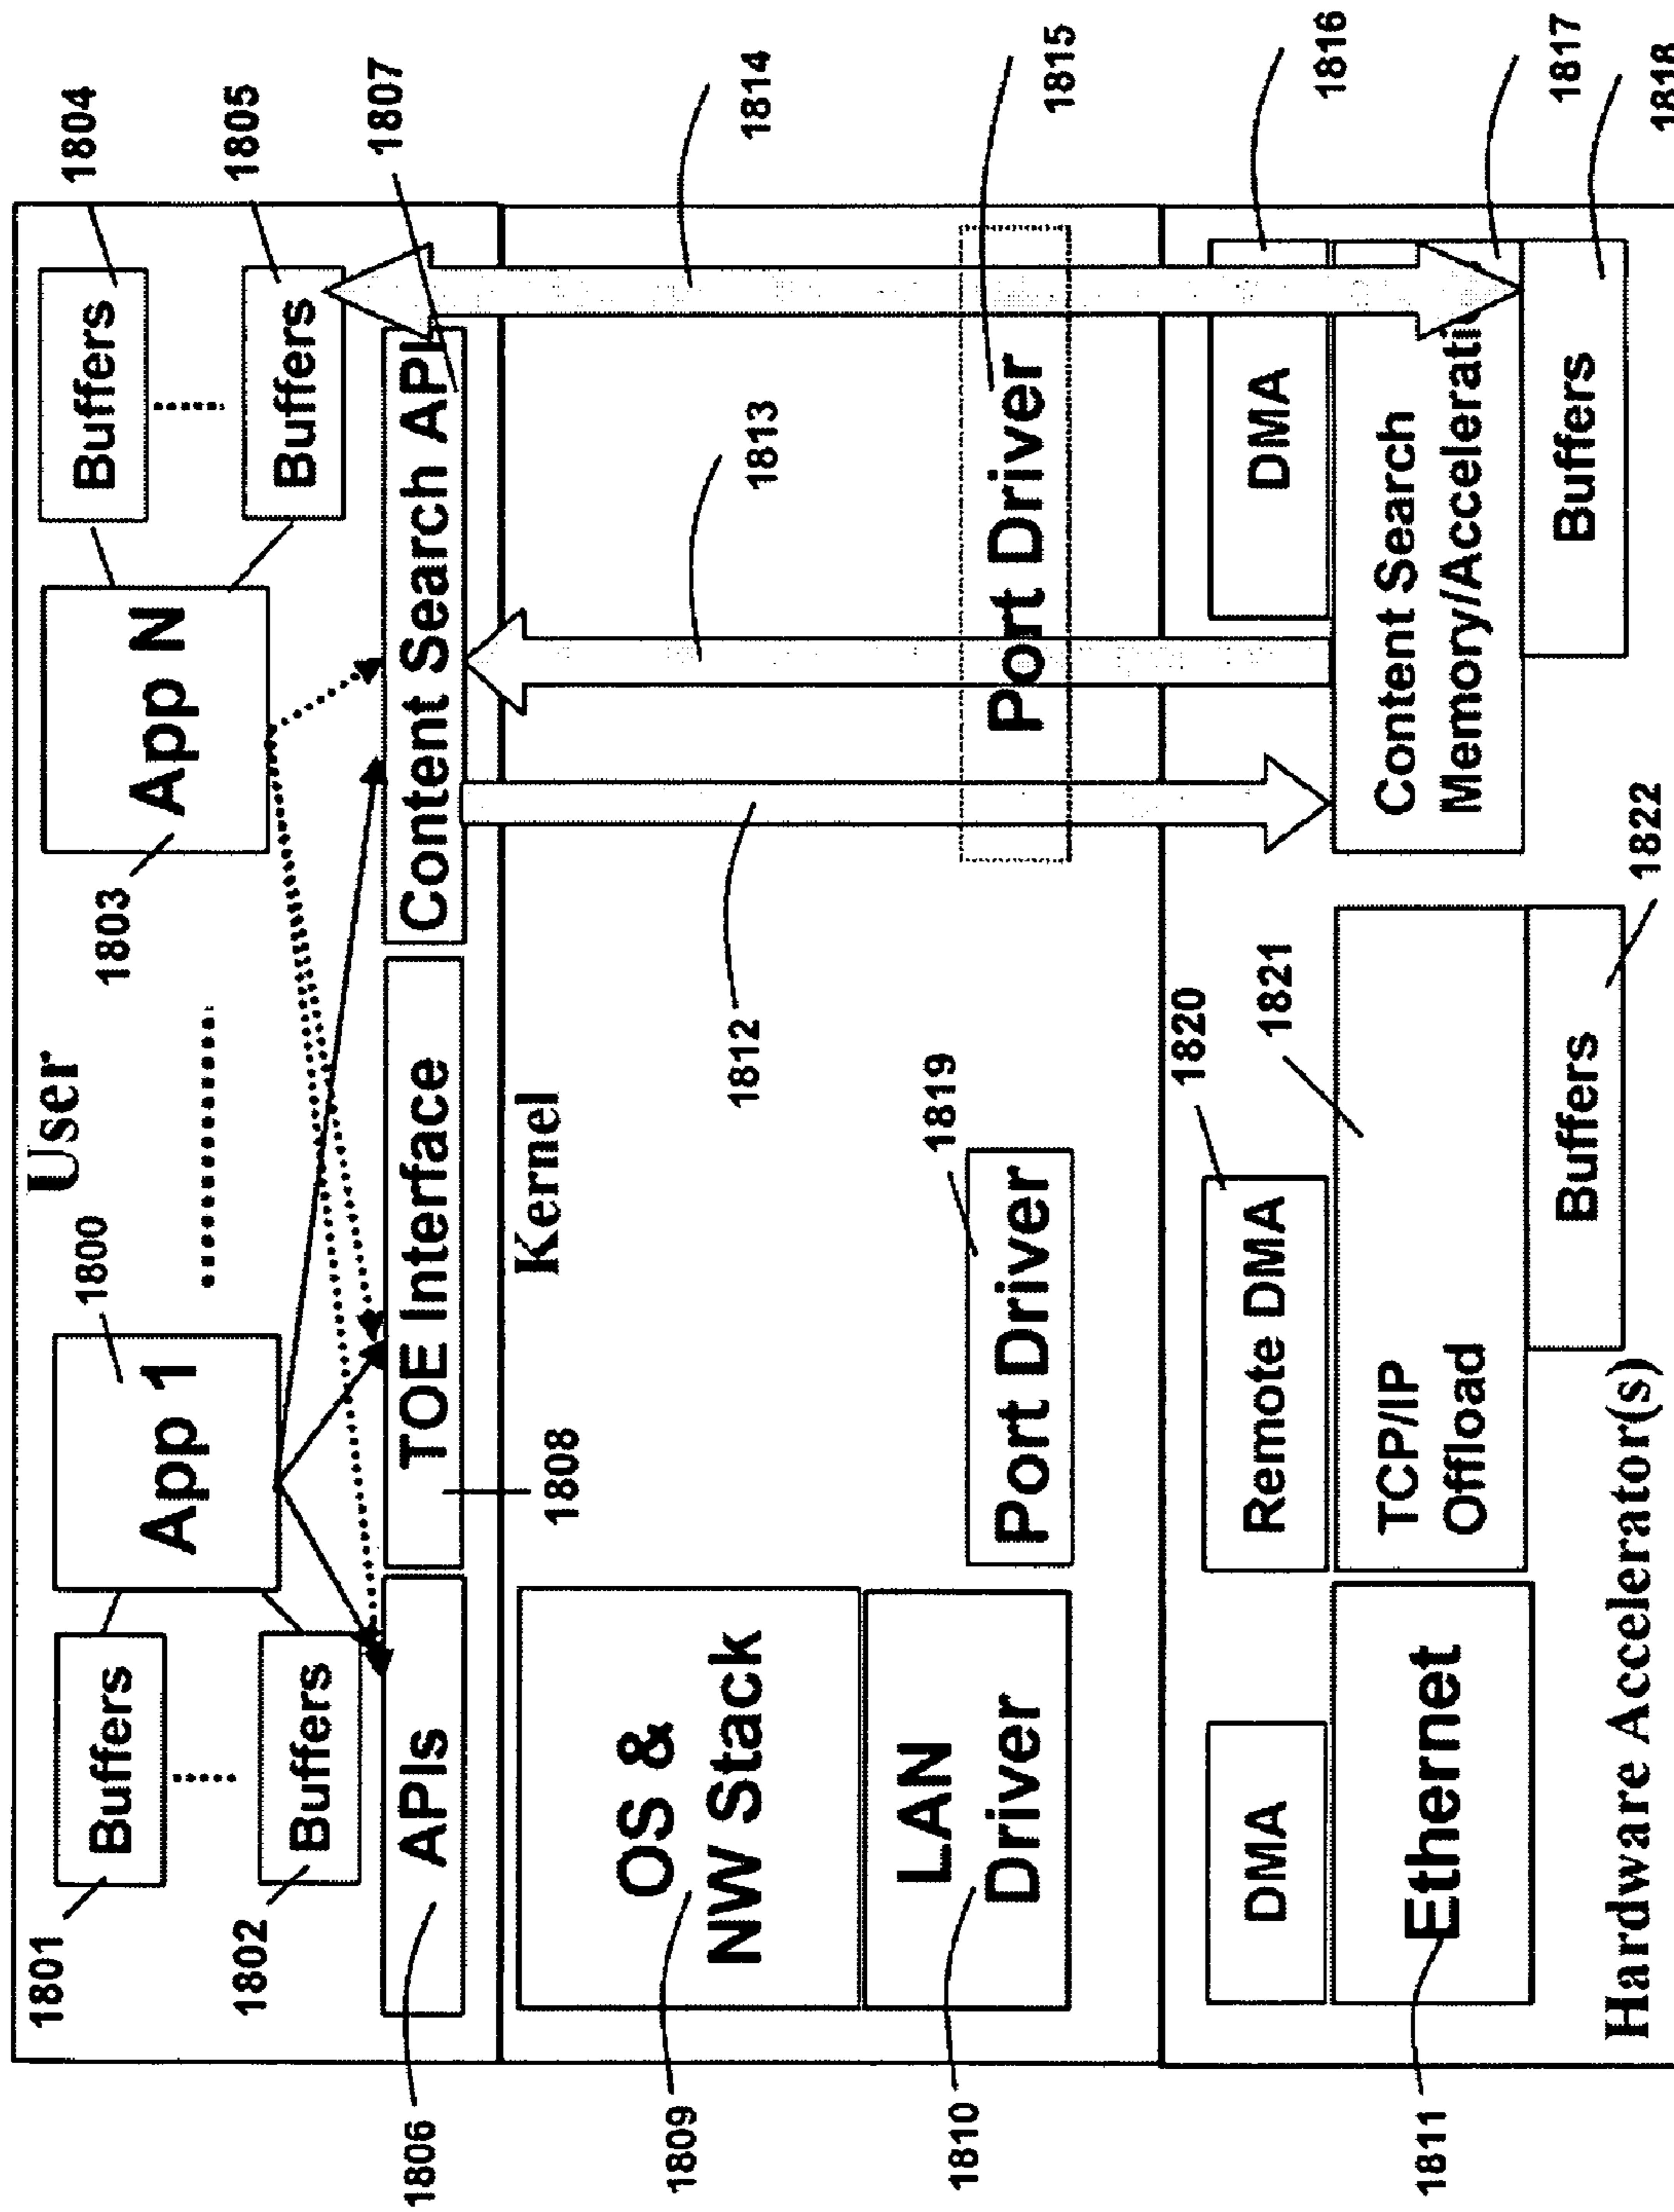 User
1800
1803
1804
1801
Buffers
App 1
App N
Buffers
1805
1802
Buffers
Buffers
1807
1806
APIs
TOE Interface
Content Search API
1808
Kernel
1809
OS &
NW Stack
1812
1813
1814
1810
LAN
Driver
1819
Port Driver
Port Driver
1815
1820
1816
DMA
Remote DMA
DMA
1821
1811
Ethernet
TCP/IP
Offload
Content Search
Memory/Accelerati
1817
Buffers
1822
Buffers
1818
Hardware Accelerator(s)